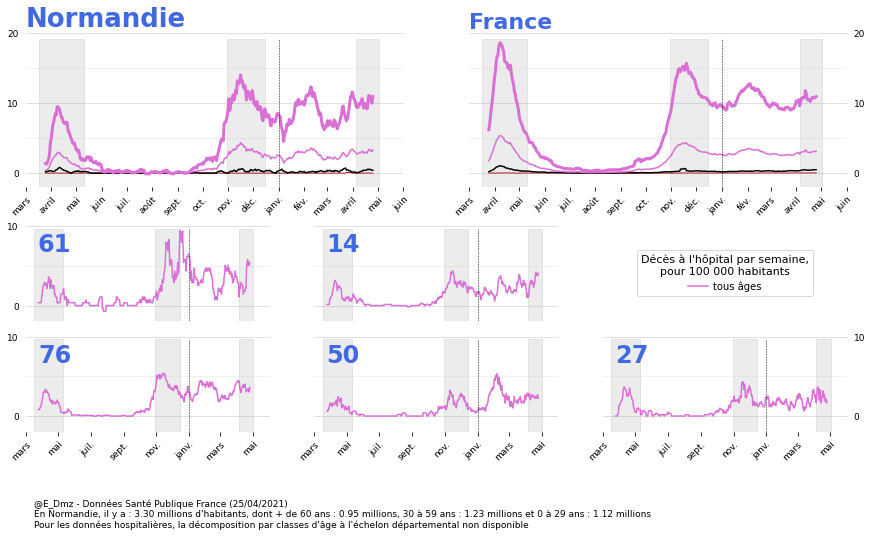 Normandie
France
20
10
0
mars avril mai juin juil. août sept. oct. nov. déc. janv. fév. mars avril mai juin
20
10
0
mars avril mai juin juil. août sept. oct. nov. déc. janv. fév. mars avril mai juin
10
0
61
14
Décès à l'hôpital par semaine,
pour 100 000 habitants
tous âges
10
0
76
50
27
10
0
mars mai juil. sept. nov. janv. mars mai
mars mai juil. sept. nov. janv. mars mai
mars mai juil. sept. nov. janv. mars mai
@E_Dmz - Données Santé Publique France (25/04/2021)
En Normandie, il y a : 3.30 millions d'habitants, dont + de 60 ans : 0.95 millions, 30 à 59 ans : 1.23 millions et 0 à 29 ans : 1.12 millions
Pour les données hospitalières, la décomposition par classes d'âge à l'échelon départemental non disponible